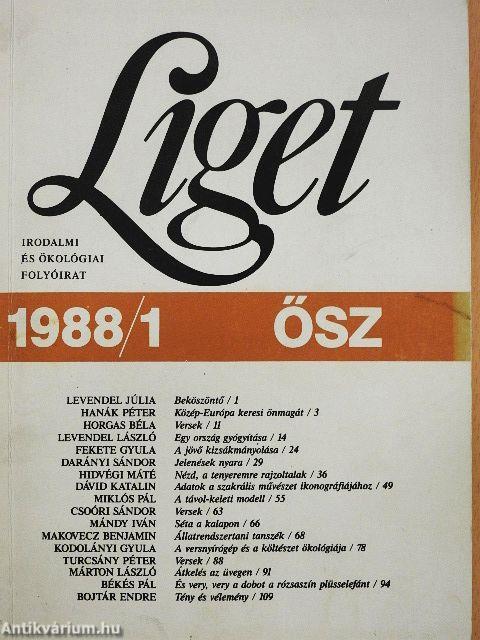 Liget
IRODALMI
ÉS ÖKOLÓGIAI
FOLYÓIRAT
1988/1 ŐSZ
LEVENDEL JÚLIA Beköszöntő / 1
HANÁK PÉTER Közép-Európa keresi önmagát / 3
HORGAS BÉLA Versek / 11
LEVENDEL LÁSZLÓ Egy ország gyógyítása / 14
FEKETE GYULA A jövő kizsákmányolása / 24
DARÁNYI SÁNDOR Jelenések nyara / 29
HIDVÉGI MÁTÉ Nézd, a tenyeremre rajzoltalak / 36
DÁVID KATALIN Adatok a szakrális művészet ikonográfiájához / 49
MIKLÓS PÁL A távol-keleti modell / 55
CSOÓRI SÁNDOR Versek / 63
MÁNDY IVÁN Séta a kalapon / 66
MAKOVECZ BENJAMIN Állatrendszertani tanszék / 68
KODOLÁNYI GYULA A versnyírógép és a költészet ökológiája / 78
TURCSÁNY PÉTER Versek / 88
MÁRTON LÁSZLÓ Átkelés az üvegen / 91
BÉKÉS PÁL És very, very a dobot a rózsaszín plüsselefánt / 94
BOJTÁR ENDRE Tény és vélemény / 109
Antikvárium.hu